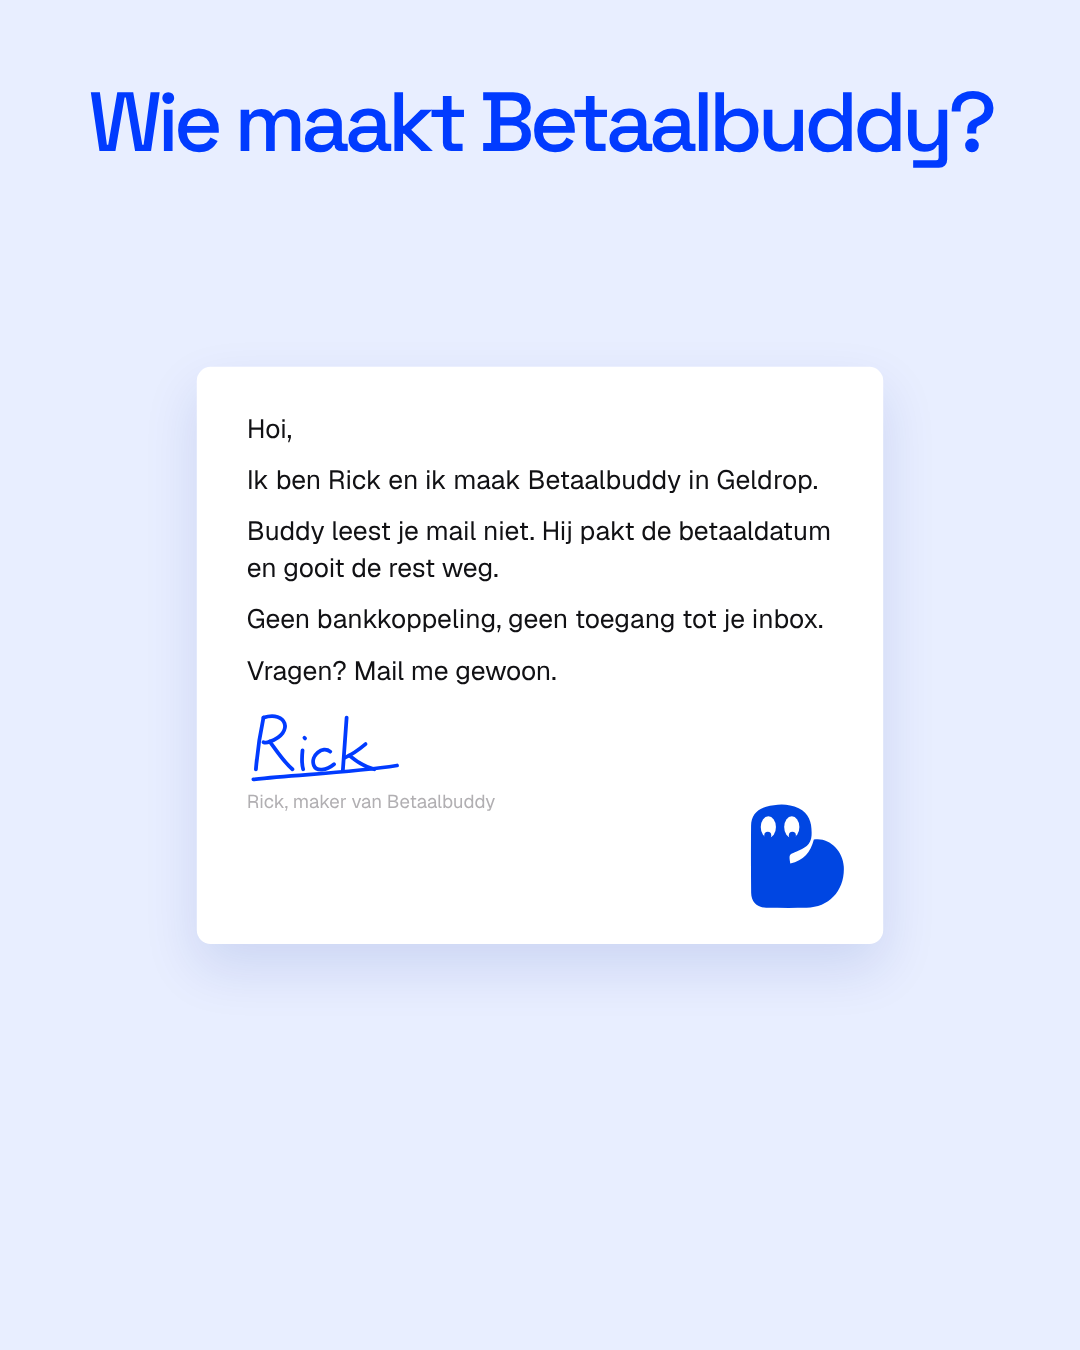 Wie maakt Betaalbuddy?
Hoi,
Ik ben Rick en ik maak Betaalbuddy in Geldrop.
Buddy leest je mail niet. Hij pakt de betaaldatum
en gooit de rest weg.
Geen bankkoppeling, geen toegang tot je inbox.
Vragen? Mail me gewoon.
Rick
Rick, maker van Betaalbuddy